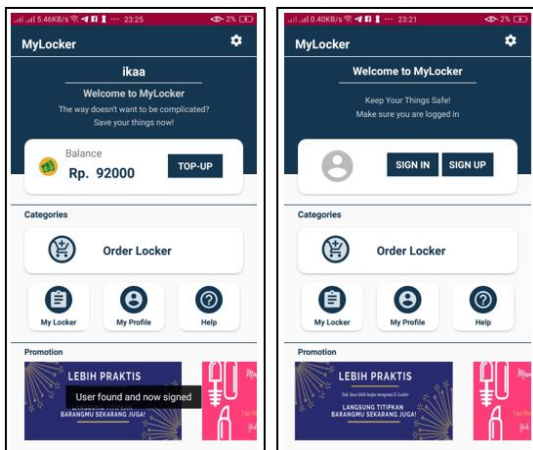 5.46KB/s ... 23:25 2%
MyLocker
ikaa
Welcome to MyLocker
The way doesn't want to be complicated?
Save your things now!
Balance
Rp. 92000
TOP-UP
Categories
Order Locker
My Locker
My Profile
Help
Promotion
LEBIH PRAKTIS
User found and now signed
BARANGMU SEKARANG JUGA!
0.40KB/s ... 23:21 2%
MyLocker
Welcome to MyLocker
Keep Your Things Safe!
Make sure you are logged in
SIGN IN
SIGN UP
Categories
Order Locker
My Locker
My Profile
Help
Promotion
LEBIH PRAKTIS
LANGSUNG TITIPKAN
BARANGMU SEKARANG JUGA!